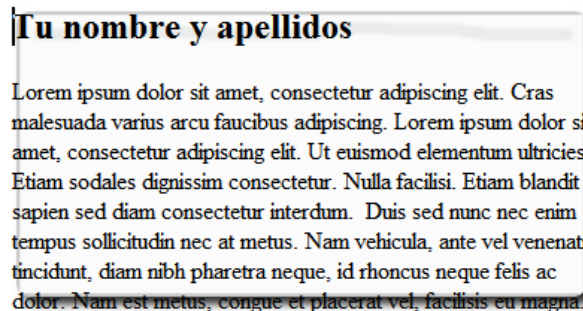 Tu nombre y apellidos
Lorem ipsum dolor sit amet, consectetur adipiscing elit. Cras
malesuada varius arcu faucibus adipiscing. Lorem ipsum dolor si
amet, consectetur adipiscing elit. Ut euismod elementum ultricies
Etiam sodales dignissim consectetur. Nulla facilisi. Etiam blandit
sapien sed diam consectetur interdum. Duis sed nunc nec enim
tempus sollicitudin nec at metus. Nam vehicula, ante vel venenat
tincidunt, diam nibh pharetra neque, id rhoncus neque felis ac
dolor. Nam est metus, congue et placerat vel, facilisis eu magna.